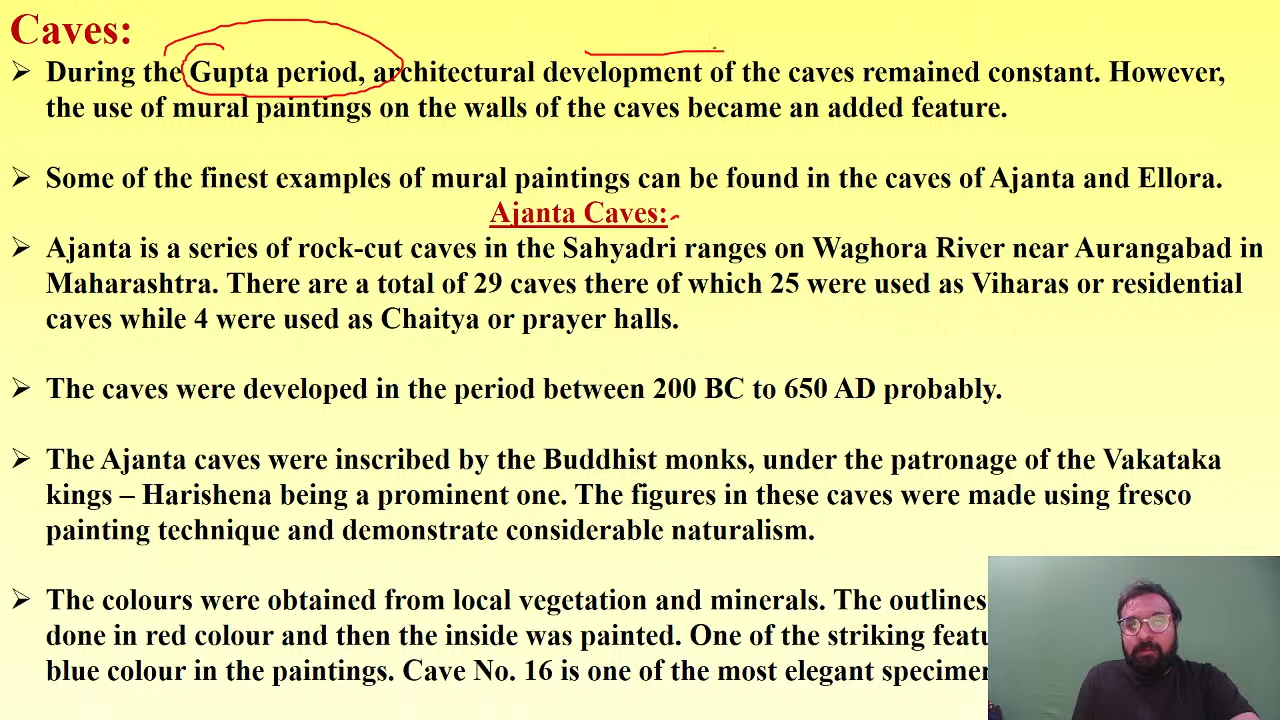 Caves:
➢ During the Gupta period, architectural development of the caves remained constant. However,
the use of mural paintings on the walls of the caves became an added feature.
➢ Some of the finest examples of mural paintings can be found in the caves of Ajanta and Ellora.
Ajanta Caves:
➢ Ajanta is a series of rock-cut caves in the Sahyadri ranges on Waghora River near Aurangabad in
Maharashtra. There are a total of 29 caves there of which 25 were used as Viharas or residential
caves while 4 were used as Chaitya or prayer halls.
➢ The caves were developed in the period between 200 BC to 650 AD probably.
➢ The Ajanta caves were inscribed by the Buddhist monks, under the patronage of the Vakataka
kings – Harishena being a prominent one. The figures in these caves were made using fresco
painting technique and demonstrate considerable naturalism.
➢ The colours were obtained from local vegetation and minerals. The outlines
done in red colour and then the inside was painted. One of the striking
blue colour in the paintings. Cave No. 16 is one of the most elegant